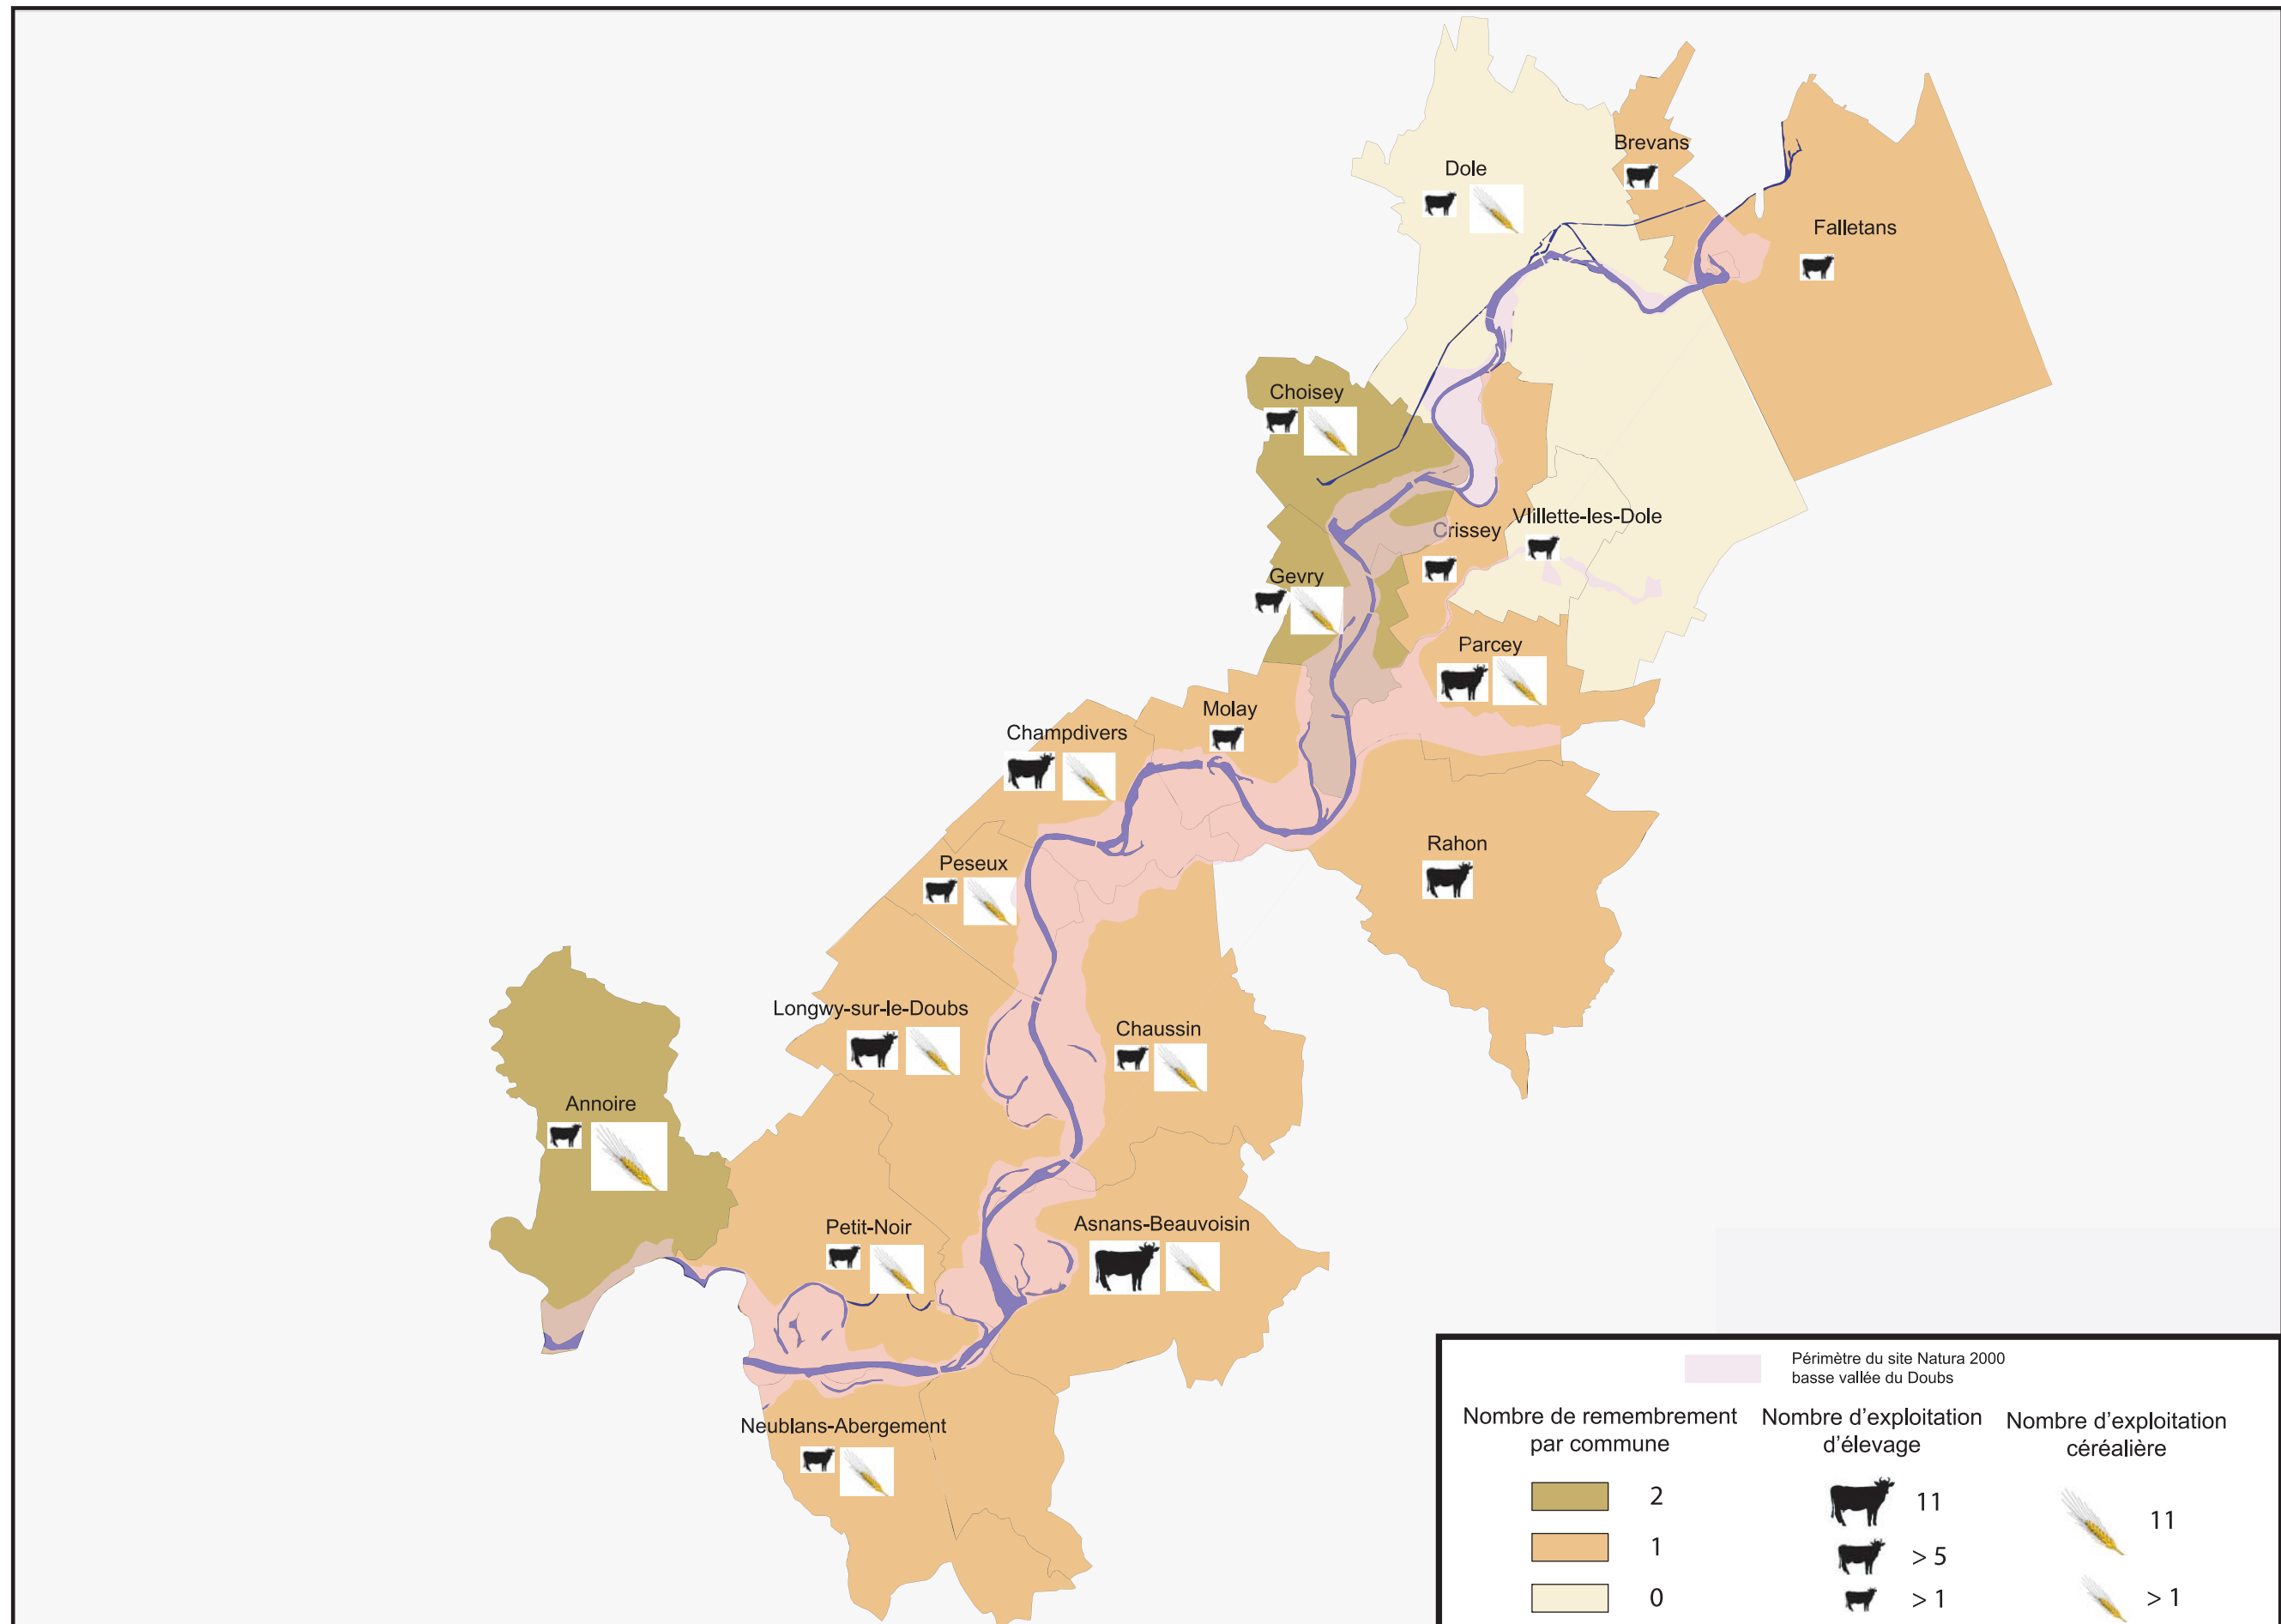 Brevans
Dole
Falletans
Choisey
Vlillette-les-Dole
Crissey
Gevry
Parcey
Molay
Champdivers
Rahon
Peseux
Longwy-sur-le-Doubs
Chaussin
Annoire
Petit-Noir
Asnans-Beauvoisin
Neublans-Abergement
Périmètre du site Natura 2000
basse vallée du Doubs
Nombre de remembrement
par commune
2
1
0
Nombre d'exploitation
d'élevage
11
> 5
> 1
Nombre d'exploitation
céréalière
11
> 1